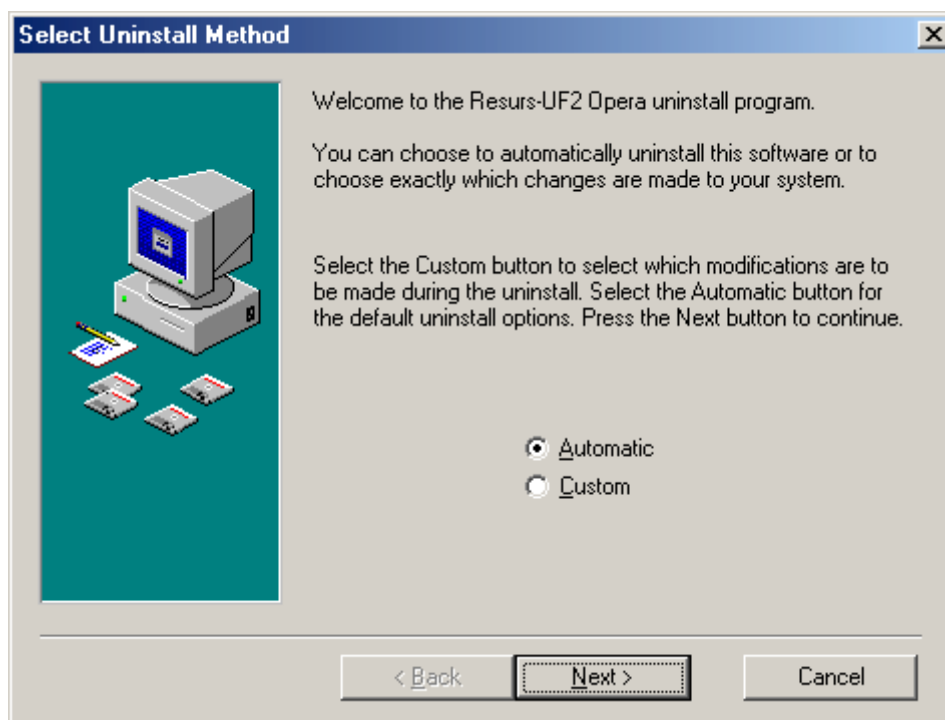 Select Uninstall Method
Welcome to the Resurs-UF2 Opera uninstall program.
You can choose to automatically uninstall this software or to
choose exactly which changes are made to your system.
Select the Custom button to select which modifications are to
be made during the uninstall. Select the Automatic button for
the default uninstall options. Press the Next button to continue.
Automatic
Custom
< Back
Next >
Cancel